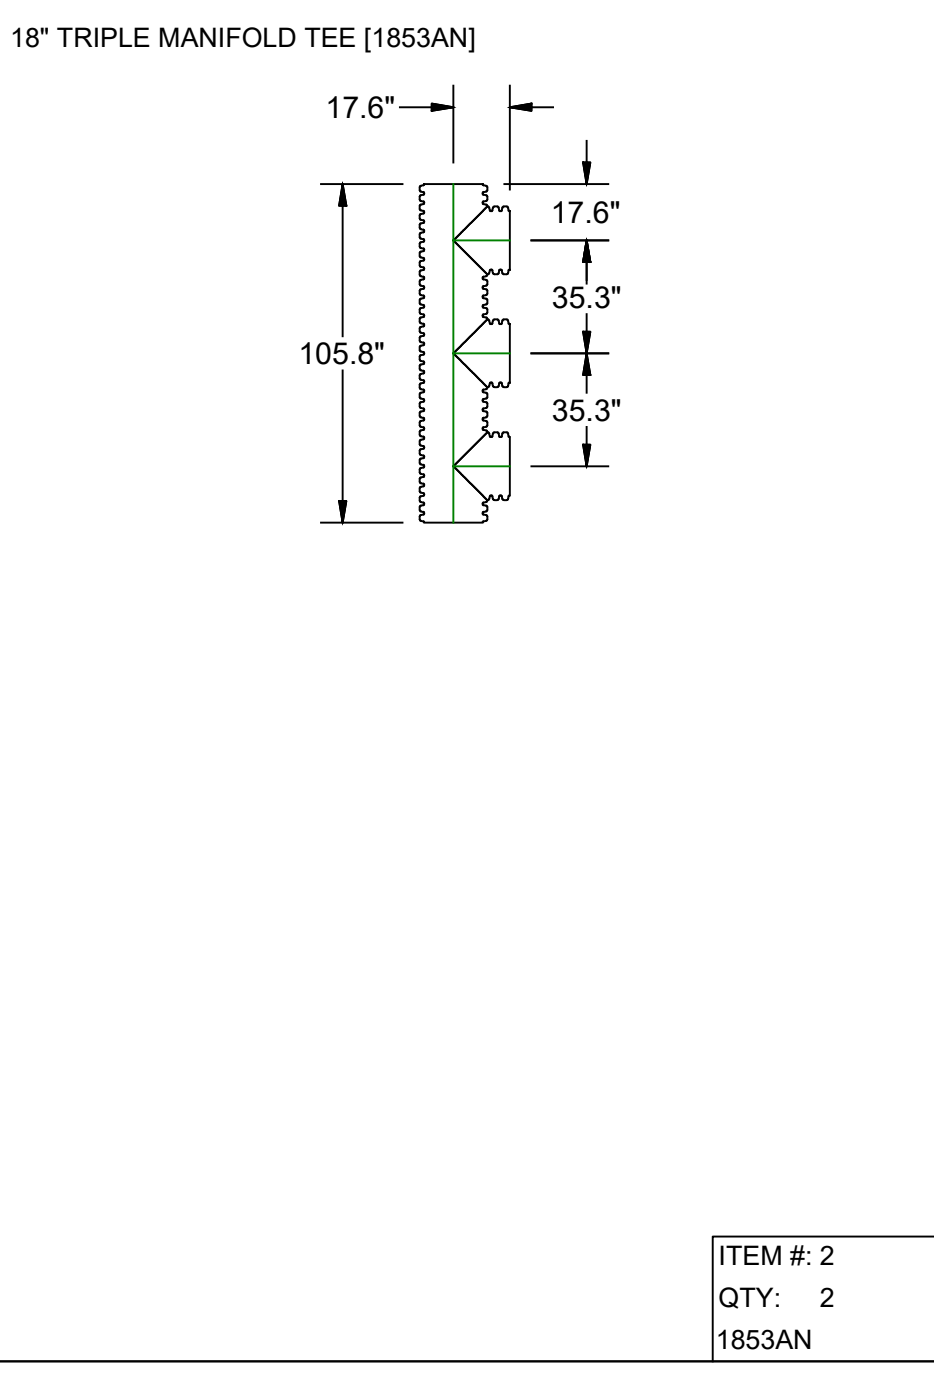 18" TRIPLE MANIFOLD TEE [1853AN]
17.6"
17.6"
35.3"
105.8"
35.3"
ITEM #: 2
QTY: 2
1853AN